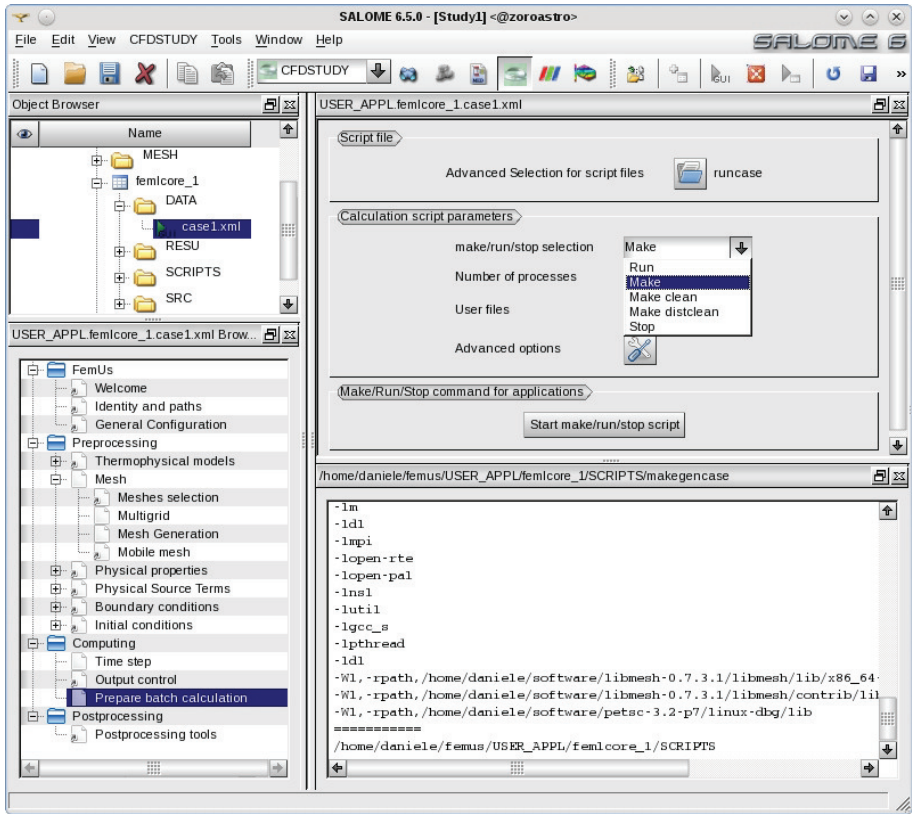 SALOME 6.5.0 - [Study1] <@zoroastro>
File Edit View CFDSTUDY Tools Window Help
SALOME 6
CFDSTUDY
GUI
»
Object Browser
Name
MESH
femlcore_1
DATA
case1.xml
RESU
SCRIPTS
SRC
USER_APPL.femlcore_1.case1.xml Brow...
FemUs
Welcome
Identity and paths
General Configuration
Preprocessing
Thermophysical models
Mesh
Meshes selection
Multigrid
Mesh Generation
Mobile mesh
Physical properties
Physical Source Terms
Boundary conditions
Initial conditions
Computing
Time step
Output control
Prepare batch calculation
Postprocessing
Postprocessing tools
USER_APPL.femlcore_1.case1.xml
Script file
Advanced Selection for script files runcase
Calculation script parameters
make/run/stop selection Make
Number of processes
User files
Advanced options
Run
Make
Make clean
Make distclean
Stop
Make/Run/Stop command for applications
Start make/run/stop script
/home/daniele/femus/USER_APPL/femlcore_1/SCRIPTS/makegencase
-lm
-ldl
-lmpi
-lopen-rte
-lopen-pal
-lnsl
-lutil
-lgcc_s
-lpthread
-ldl
-Wl,-rpath,/home/daniele/software/libmesh-0.7.3.1/libmesh/lib/x86_64-
-Wl,-rpath,/home/daniele/software/libmesh-0.7.3.1/libmesh/contrib/lib
-Wl,-rpath,/home/daniele/software/petsc-3.2-p7/linux-dbg/lib
===========
/home/daniele/femus/USER_APPL/femlcore_1/SCRIPTS